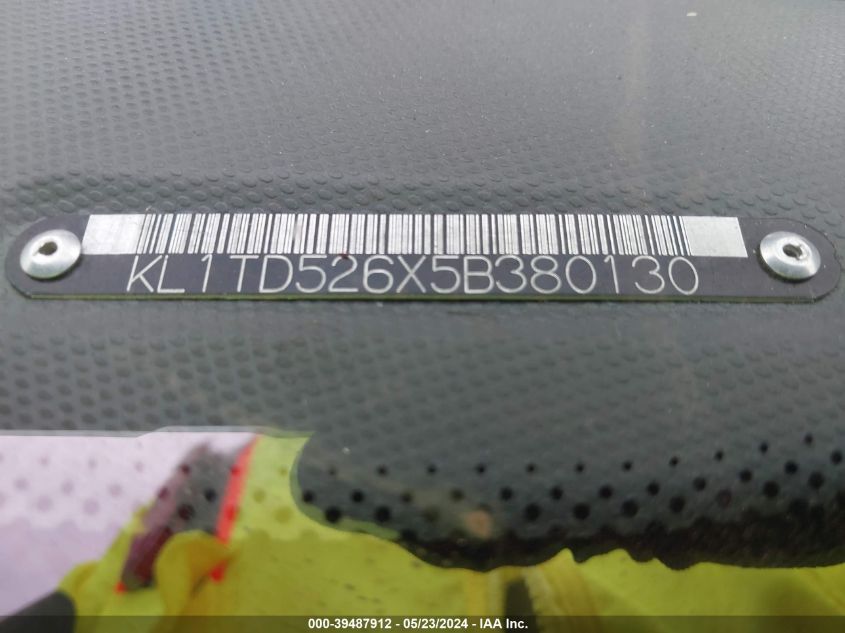 KL1TD526X5B380130
000-39487912 - 05/23/2024 - IAA Inc.